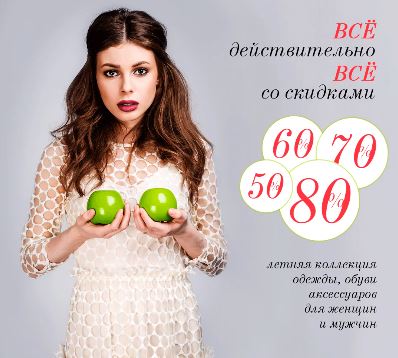 ВСЁ
действительно
ВСЁ
со скидками
60% 70%
50% 80%
летняя коллекция
одежды, обуви
аксессуаров
для женщин
и мужчин